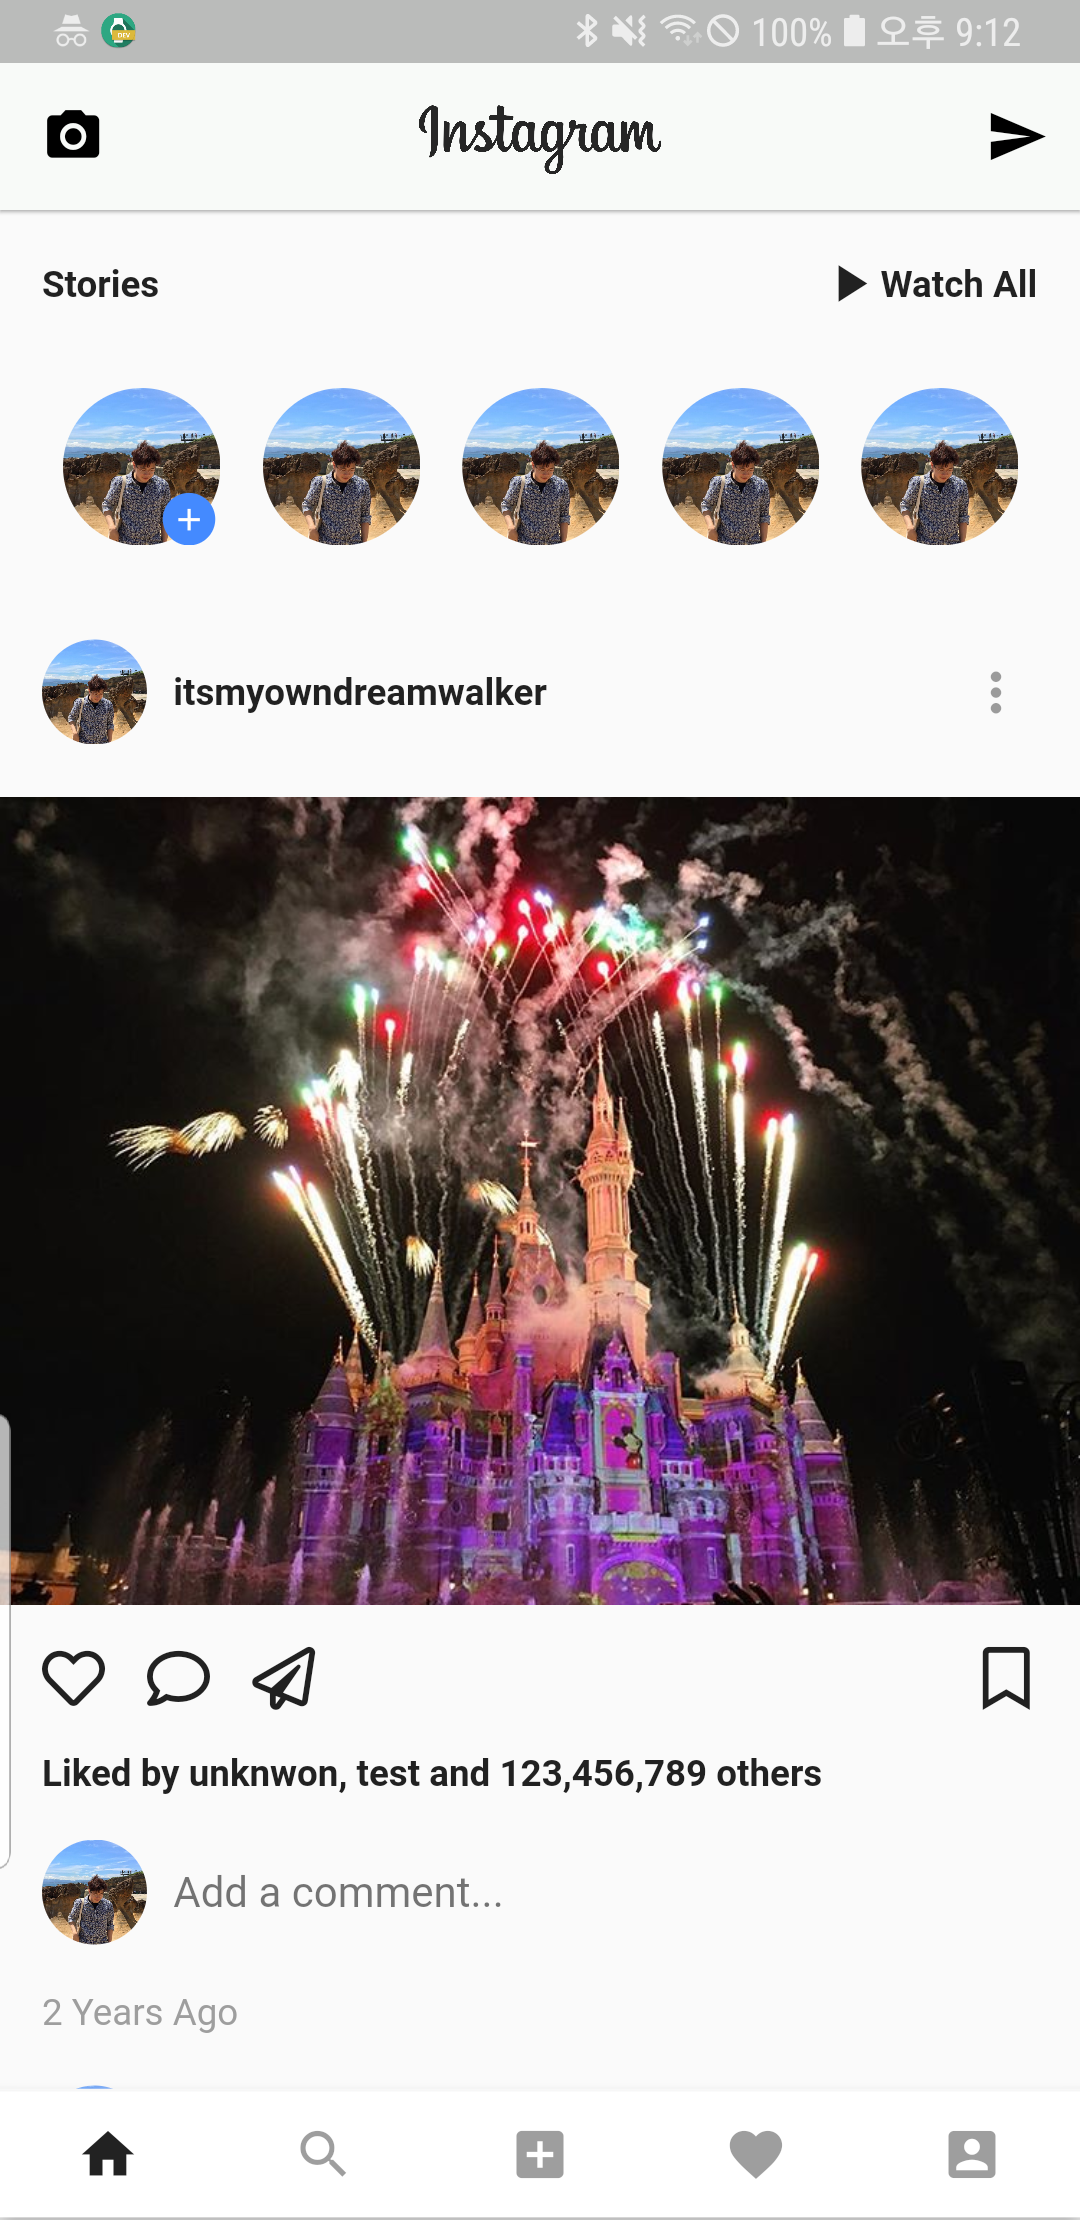 100% 오후 9:12
Instagram
Stories
Watch All
itsmyowndreamwalker
Liked by unknwon, test and 123,456,789 others
Add a comment...
2 Years Ago